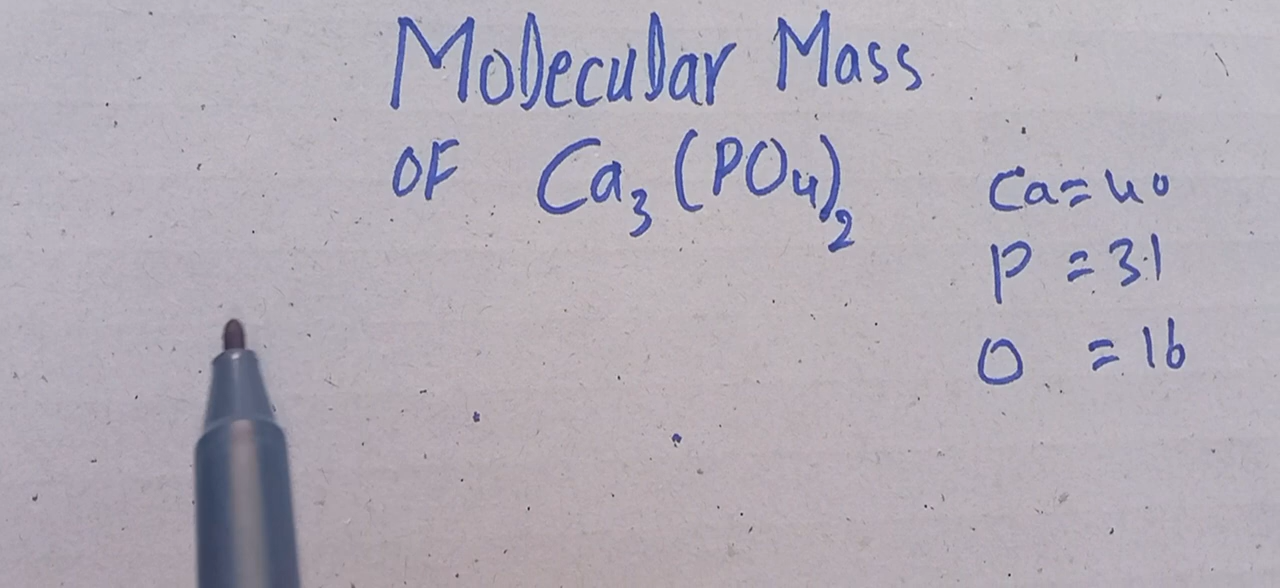 Molecular Mass
OF Ca₃(PO₄)₂
Ca=40
P =31
O =16